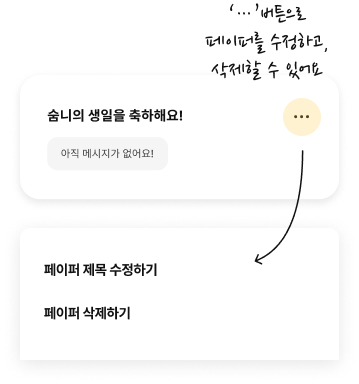 ‘…’버튼으로
페이퍼를 수정하고,
삭제할 수 있어요
숨니의 생일을 축하해요!
아직 메시지가 없어요!
페이퍼 제목 수정하기
페이퍼 삭제하기